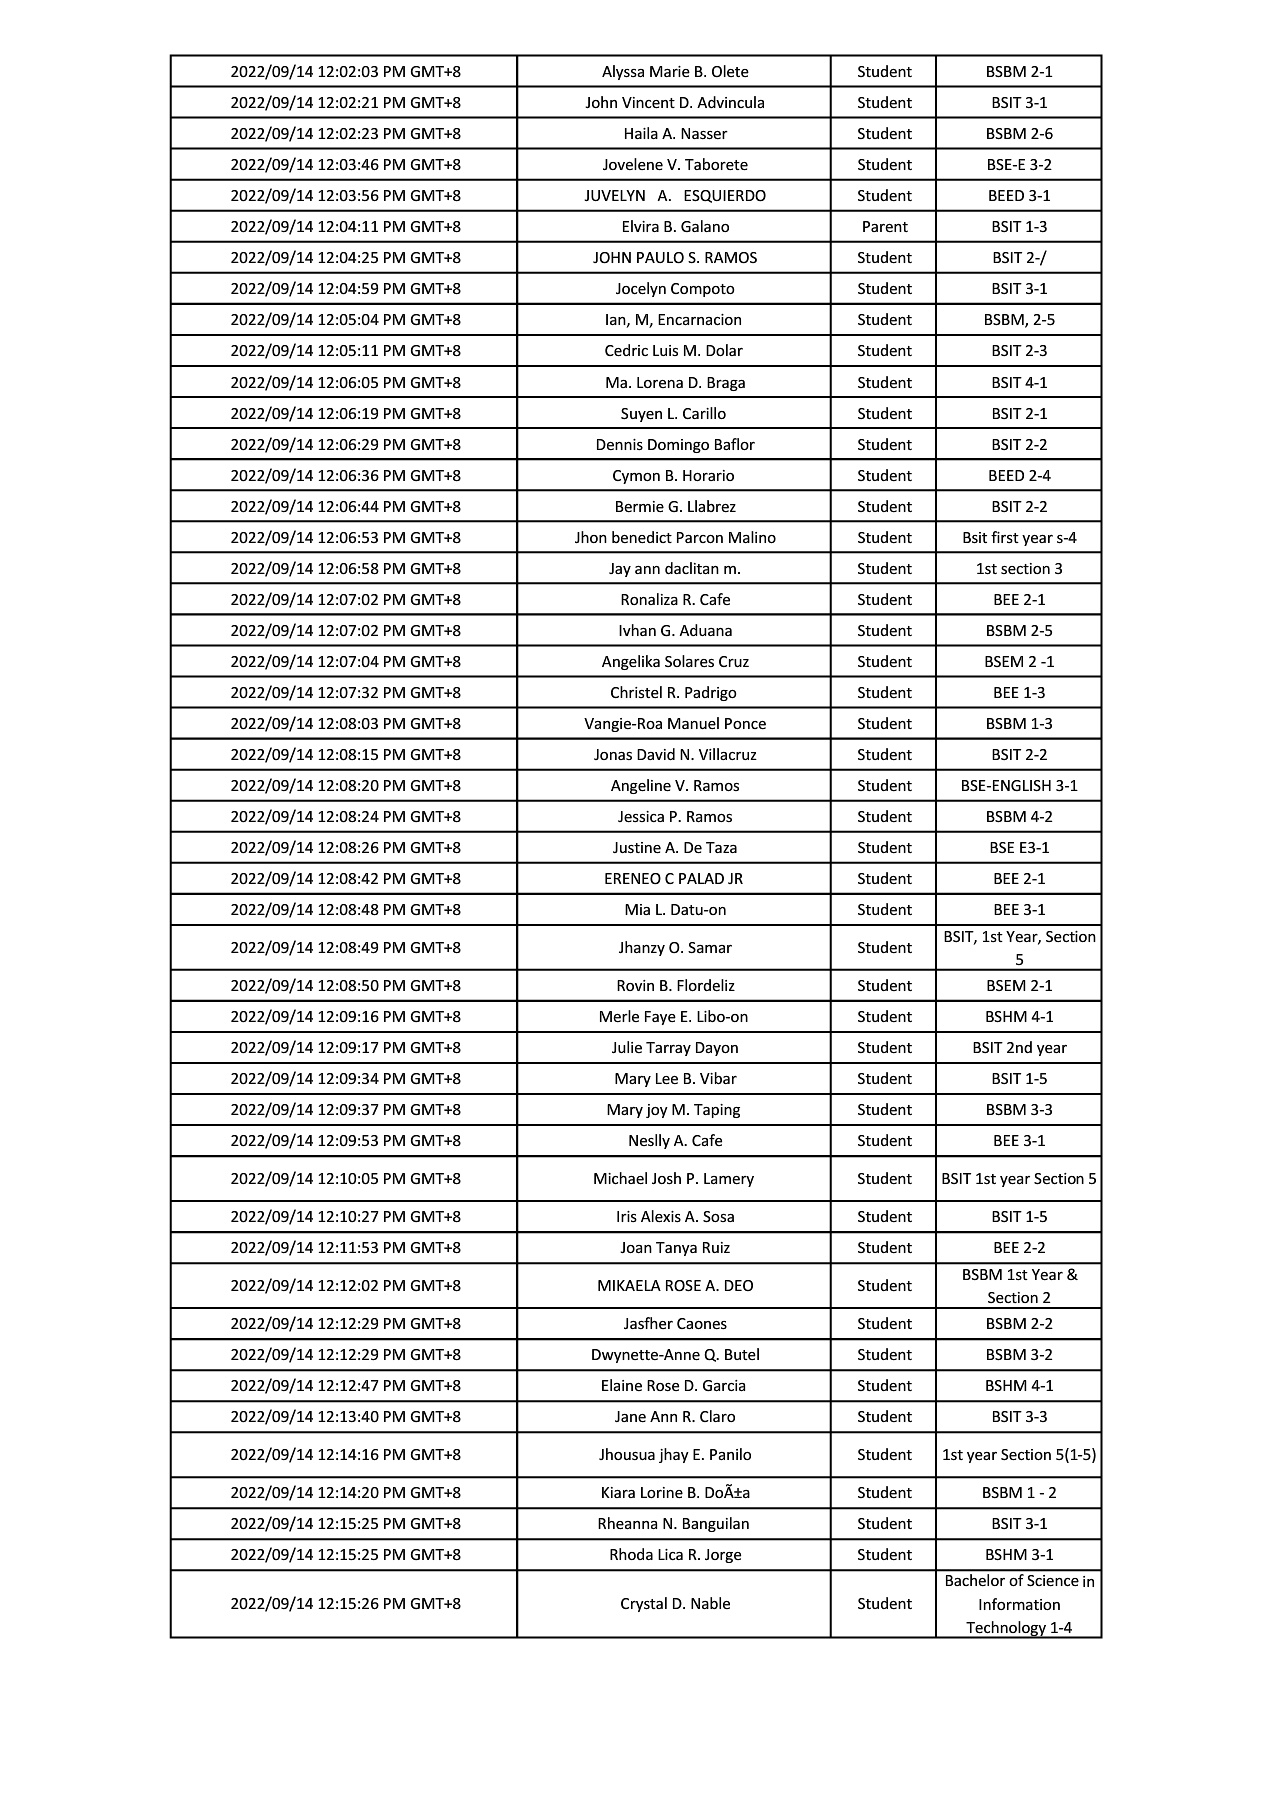 2022/09/14 12:02:03 PM GMT+8 Alyssa Marie B. Olete Student BSBM 2-1
2022/09/14 12:02:21 PM GMT+8 John Vincent D. Advincula Student BSIT 3-1
2022/09/14 12:02:23 PM GMT+8 Haila A. Nasser Student BSBM 2-6
2022/09/14 12:03:46 PM GMT+8 Jovelene V. Taborete Student BSE-E 3-2
2022/09/14 12:03:56 PM GMT+8 JUVELYN A. ESQUIERDO Student BEED 3-1
2022/09/14 12:04:11 PM GMT+8 Elvira B. Galano Parent BSIT 1-3
2022/09/14 12:04:25 PM GMT+8 JOHN PAULO S. RAMOS Student BSIT 2-/
2022/09/14 12:04:59 PM GMT+8 Jocelyn Compoto Student BSIT 3-1
2022/09/14 12:05:04 PM GMT+8 Ian, M, Encarnacion Student BSBM, 2-5
2022/09/14 12:05:11 PM GMT+8 Cedric Luis M. Dolar Student BSIT 2-3
2022/09/14 12:06:05 PM GMT+8 Ma. Lorena D. Braga Student BSIT 4-1
2022/09/14 12:06:19 PM GMT+8 Suyen L. Carillo Student BSIT 2-1
2022/09/14 12:06:29 PM GMT+8 Dennis Domingo Baflor Student BSIT 2-2
2022/09/14 12:06:36 PM GMT+8 Cymon B. Horario Student BEED 2-4
2022/09/14 12:06:44 PM GMT+8 Bermie G. Llabrez Student BSIT 2-2
2022/09/14 12:06:53 PM GMT+8 Jhon benedict Parcon Malino Student Bsit first year s-4
2022/09/14 12:06:58 PM GMT+8 Jay ann daclitan m. Student 1st section 3
2022/09/14 12:07:02 PM GMT+8 Ronaliza R. Cafe Student BEE 2-1
2022/09/14 12:07:02 PM GMT+8 Ivhan G. Aduana Student BSBM 2-5
2022/09/14 12:07:04 PM GMT+8 Angelika Solares Cruz Student BSEM 2 -1
2022/09/14 12:07:32 PM GMT+8 Christel R. Padrigo Student BEE 1-3
2022/09/14 12:08:03 PM GMT+8 Vangie-Roa Manuel Ponce Student BSBM 1-3
2022/09/14 12:08:15 PM GMT+8 Jonas David N. Villacruz Student BSIT 2-2
2022/09/14 12:08:20 PM GMT+8 Angeline V. Ramos Student BSE-ENGLISH 3-1
2022/09/14 12:08:24 PM GMT+8 Jessica P. Ramos Student BSBM 4-2
2022/09/14 12:08:26 PM GMT+8 Justine A. De Taza Student BSE E3-1
2022/09/14 12:08:42 PM GMT+8 ERENEO C PALAD JR Student BEE 2-1
2022/09/14 12:08:48 PM GMT+8 Mia L. Datu-on Student BEE 3-1
2022/09/14 12:08:49 PM GMT+8 Jhanzy O. Samar Student BSIT, 1st Year, Section
5
2022/09/14 12:08:50 PM GMT+8 Rovin B. Flordeliz Student BSEM 2-1
2022/09/14 12:09:16 PM GMT+8 Merle Faye E. Libo-on Student BSHM 4-1
2022/09/14 12:09:17 PM GMT+8 Julie Tarray Dayon Student BSIT 2nd year
2022/09/14 12:09:34 PM GMT+8 Mary Lee B. Vibar Student BSIT 1-5
2022/09/14 12:09:37 PM GMT+8 Mary joy M. Taping Student BSBM 3-3
2022/09/14 12:09:53 PM GMT+8 Neslly A. Cafe Student BEE 3-1
2022/09/14 12:10:05 PM GMT+8 Michael Josh P. Lamery Student BSIT 1st year Section 5
2022/09/14 12:10:27 PM GMT+8 Iris Alexis A. Sosa Student BSIT 1-5
2022/09/14 12:11:53 PM GMT+8 Joan Tanya Ruiz Student BEE 2-2
2022/09/14 12:12:02 PM GMT+8 MIKAELA ROSE A. DEO Student BSBM 1st Year &
Section 2
2022/09/14 12:12:29 PM GMT+8 Jasfher Caones Student BSBM 2-2
2022/09/14 12:12:29 PM GMT+8 Dwynette-Anne Q. Butel Student BSBM 3-2
2022/09/14 12:12:47 PM GMT+8 Elaine Rose D. Garcia Student BSHM 4-1
2022/09/14 12:13:40 PM GMT+8 Jane Ann R. Claro Student BSIT 3-3
2022/09/14 12:14:16 PM GMT+8 Jhousua jhay E. Panilo Student 1st year Section 5(1-5)
2022/09/14 12:14:20 PM GMT+8 Kiara Lorine B. DoÃ±a Student BSBM 1 - 2
2022/09/14 12:15:25 PM GMT+8 Rheanna N. Banguilan Student BSIT 3-1
2022/09/14 12:15:25 PM GMT+8 Rhoda Lica R. Jorge Student BSHM 3-1
2022/09/14 12:15:26 PM GMT+8 Crystal D. Nable Student Bachelor of Science in
Information
Technology 1-4